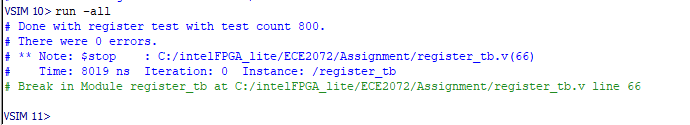 VSIM 10> run -all
# Done with register test with test count 800.
# There were 0 errors.
# ** Note: $stop    : C:/intelFPGA_lite/ECE2072/Assignment/register_tb.v(66)
#    Time: 8019 ns  Iteration: 0  Instance: /register_tb
# Break in Module register_tb at C:/intelFPGA_lite/ECE2072/Assignment/register_tb.v line 66
VSIM 11>